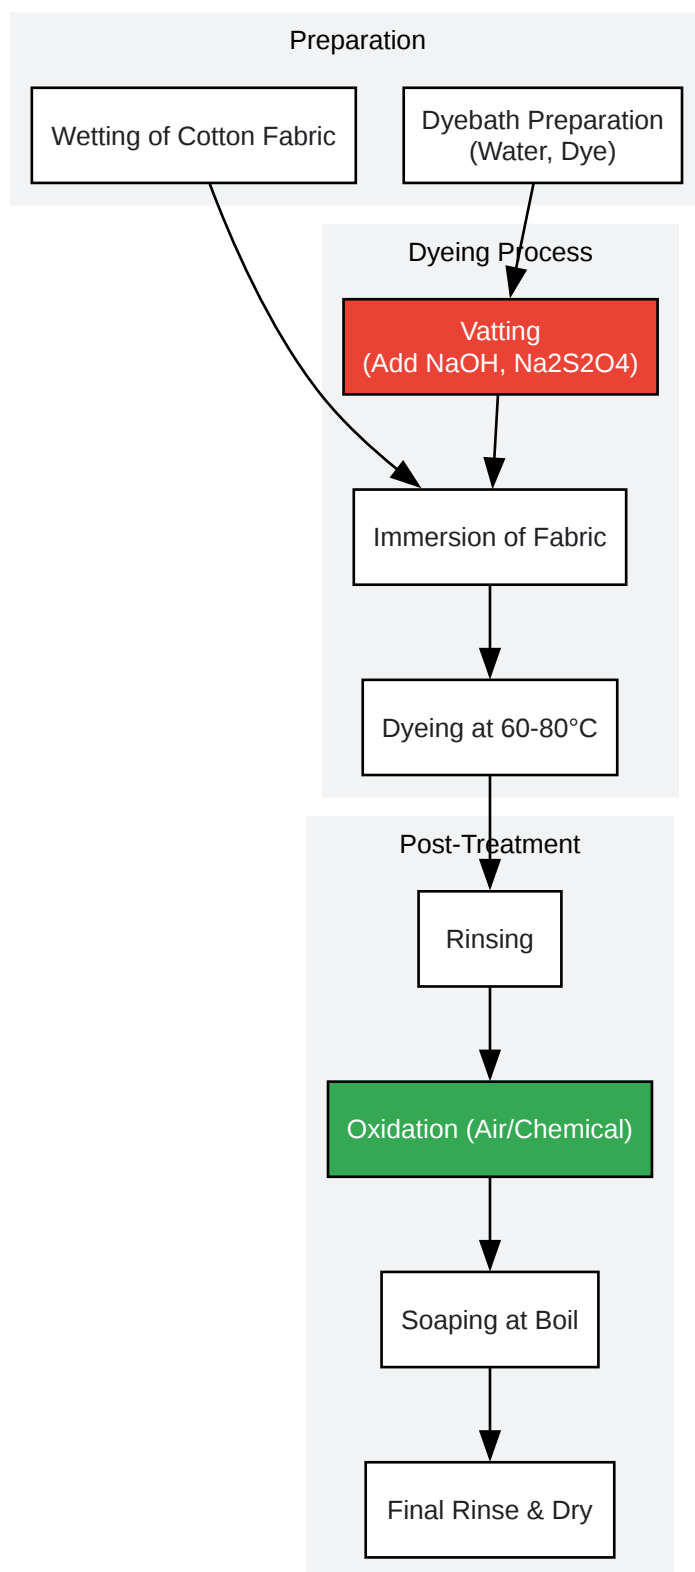 Preparation
Wetting of Cotton Fabric
Dyebath Preparation
(Water, Dye)
Dyeing Process
Vatting
(Add NaOH, Na2S2O4)
Immersion of Fabric
Dyeing at 60-80°C
Post-Treatment
Rinsing
Oxidation (Air/Chemical)
Soaping at Boil
Final Rinse & Dry